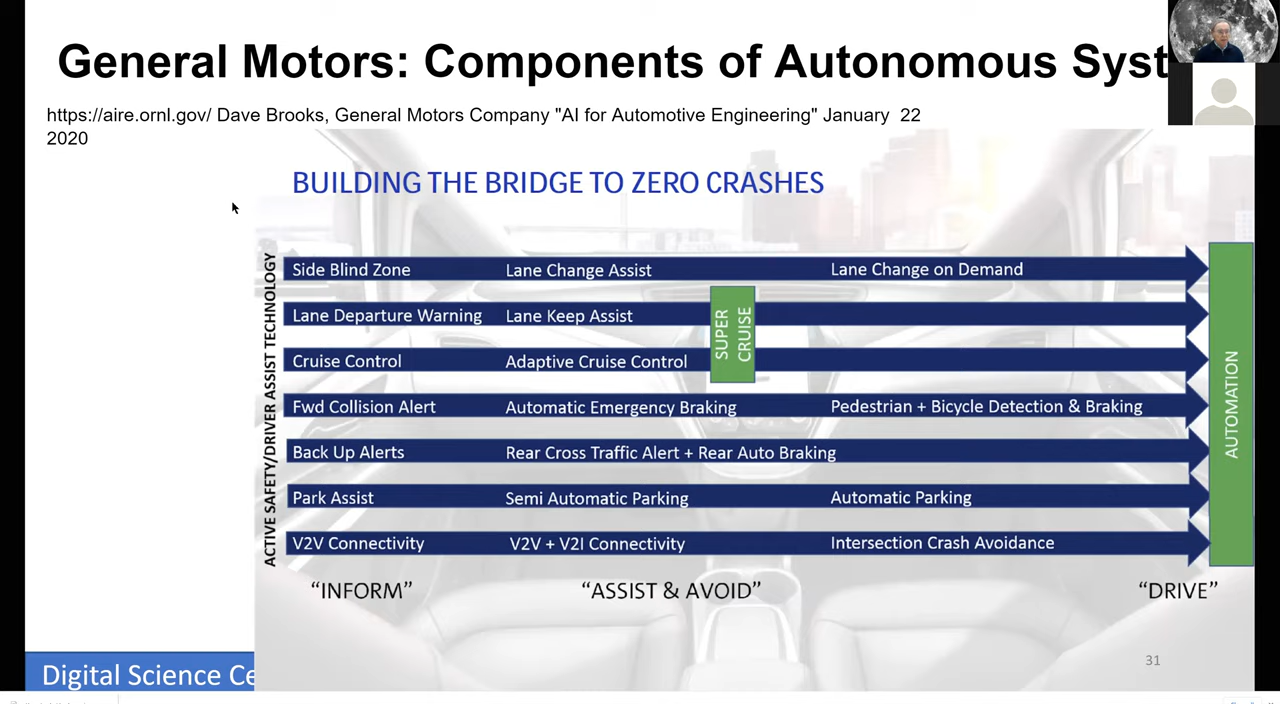 General Motors: Components of Autonomous Syst
https://aire.ornl.gov/ Dave Brooks, General Motors Company "AI for Automotive Engineering" January 22
2020
BUILDING THE BRIDGE TO ZERO CRASHES
ACTIVE SAFETY/DRIVER ASSIST TECHNOLOGY
Side Blind Zone Lane Change Assist Lane Change on Demand
Lane Departure Warning Lane Keep Assist
SUPER
CRUISE
Cruise Control Adaptive Cruise Control
Fwd Collision Alert Automatic Emergency Braking Pedestrian + Bicycle Detection & Braking
Back Up Alerts Rear Cross Traffic Alert + Rear Auto Braking
Park Assist Semi Automatic Parking Automatic Parking
V2V Connectivity V2V + V2I Connectivity Intersection Crash Avoidance
AUTOMATION
“INFORM” “ASSIST & AVOID” “DRIVE”
31
Digital Science Ce